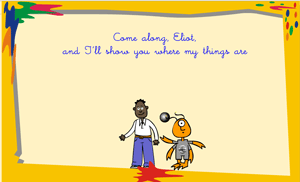 Come along, Eliot,
and I'll show you where my things are